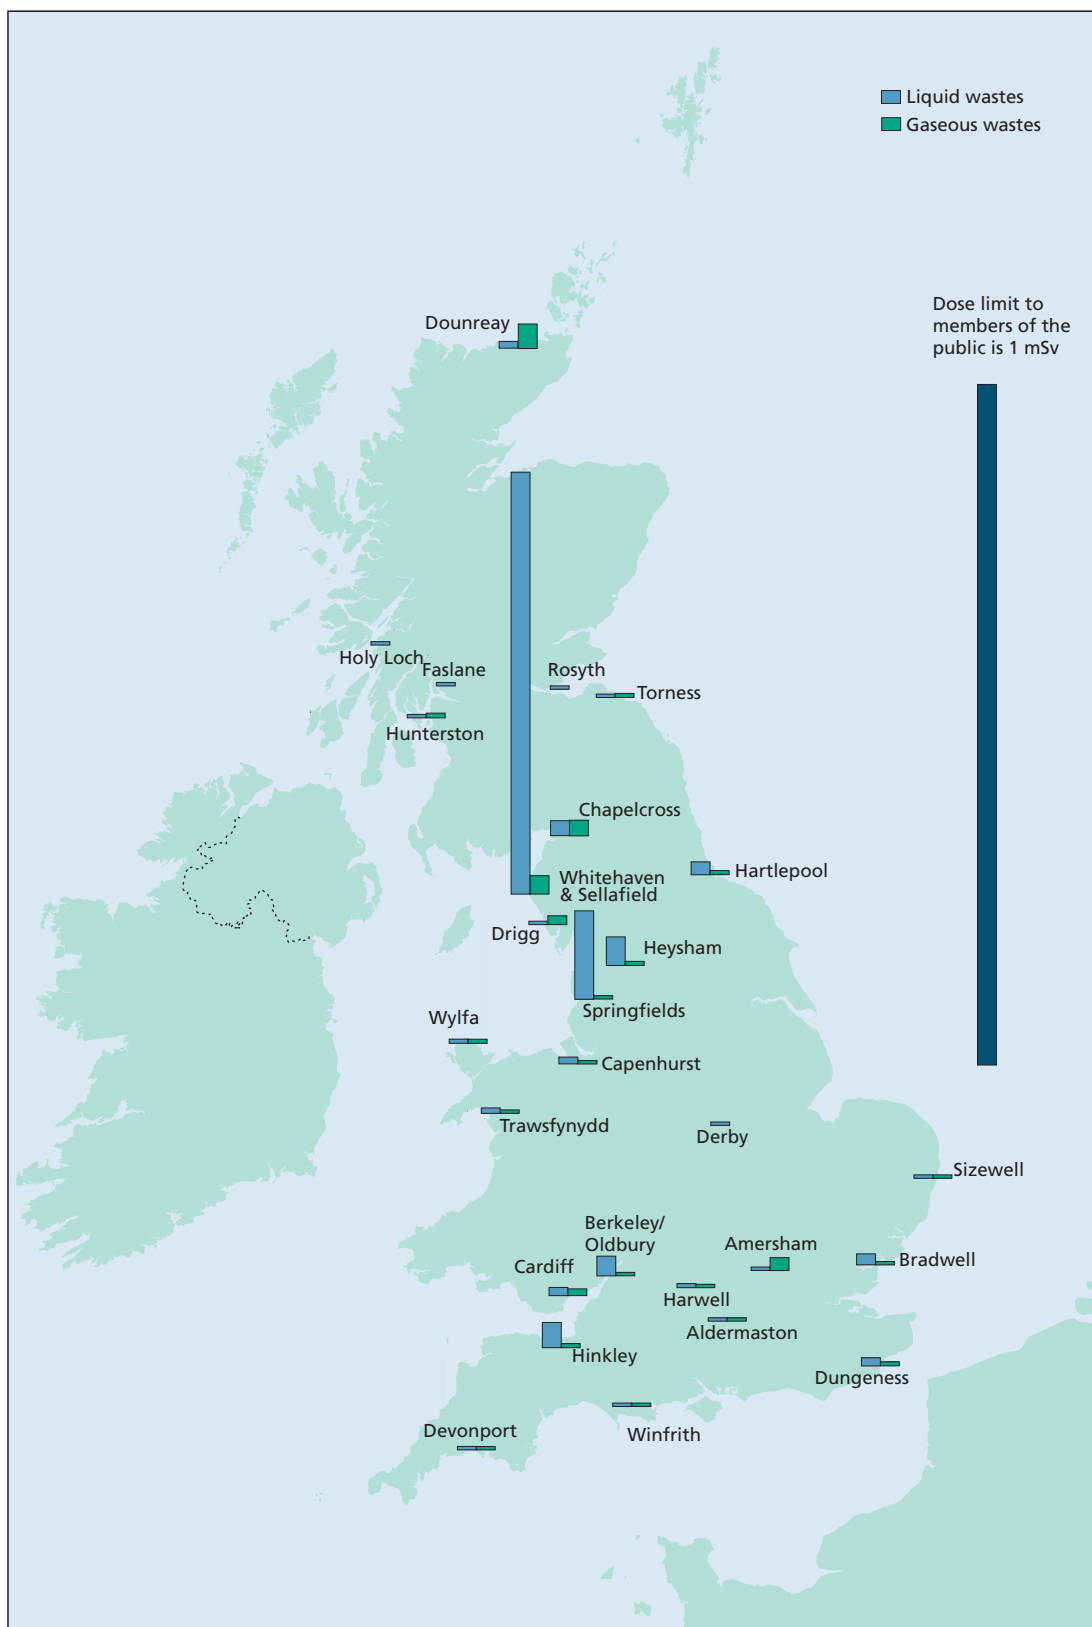 Liquid wastes
Gaseous wastes
Dose limit to
members of the
public is 1 mSv
Dounreay
Holy Loch
Faslane
Rosyth
Torness
Hunterston
Chapelcross
Hartlepool
Whitehaven
& Sellafield
Drigg
Heysham
Springfields
Wylfa
Capenhurst
Trawsfynydd
Derby
Sizewell
Berkeley/
Oldbury
Amersham
Bradwell
Cardiff
Harwell
Aldermaston
Hinkley
Dungeness
Devonport
Winfrith